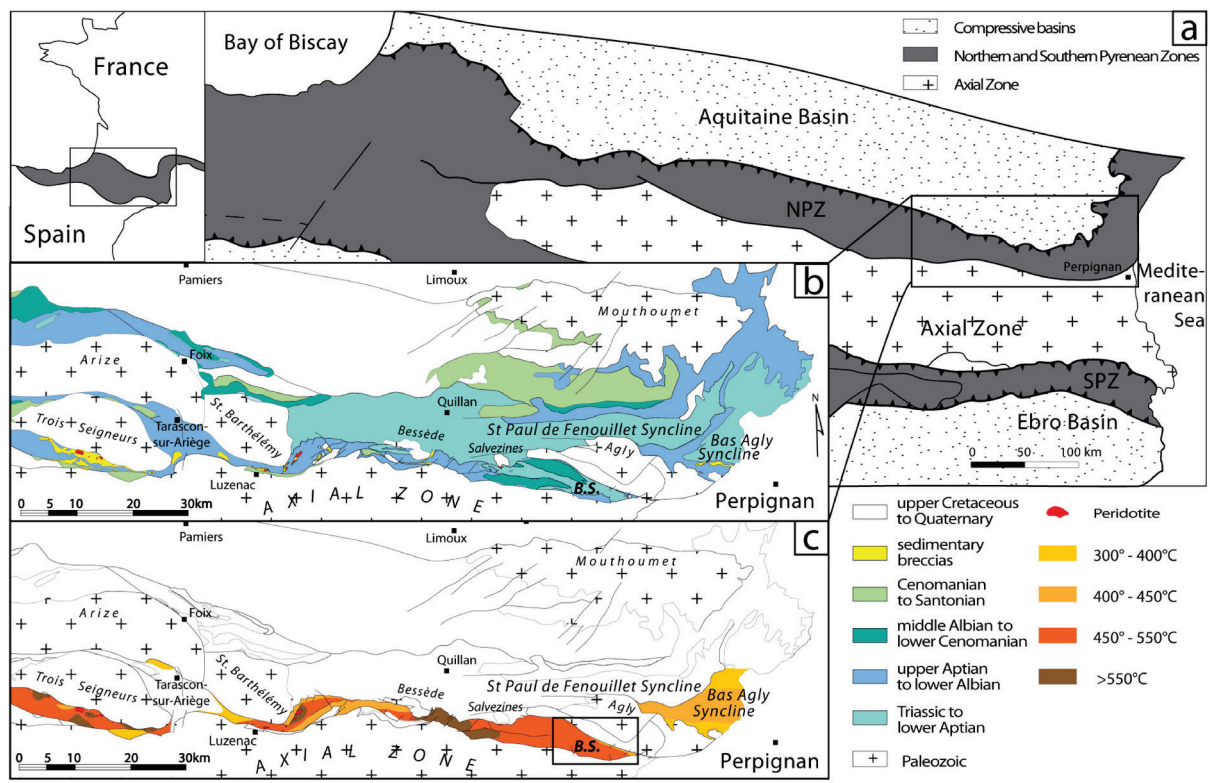 France
Spain
Bay of Biscay
Compressive basins
Northern and Southern Pyrenean Zones
Axial Zone
a
Aquitaine Basin
NPZ
Perpignan
Medite-
ranean
Sea
Axial Zone
SPZ
Ebro Basin
0 50 100 km
b
Pamiers
Limoux
Mouthoumet
Arize
Foix
Quillan
N
Trois Seigneurs
Tarascon-
sur-Ariège
St. Barthélémy
Bessède
St Paul de Fenouillet Syncline
Salvezines
Agly
Bas Agly
Syncline
Luzenac
B.S.
AXIAL ZONE
Perpignan
0 10 20 30km
c
Pamiers
Limoux
Mouthoumet
Arize
Foix
Quillan
Trois Seigneurs
Tarascon-
sur-Ariège
St. Barthélémy
Bessède
St Paul de Fenouillet Syncline
Salvezines
Agly
Bas Agly
Syncline
Luzenac
B.S.
AXIAL ZONE
Perpignan
0 10 20 30km
upper Cretaceous
to Quaternary
sedimentary
breccias
Cenomanian
to Santonian
middle Albian to
lower Cenomanian
upper Aptian
to lower Albian
Triassic to
lower Aptian
Paleozoic
Peridotite
300° - 400°C
400° - 450°C
450° - 550°C
>550°C